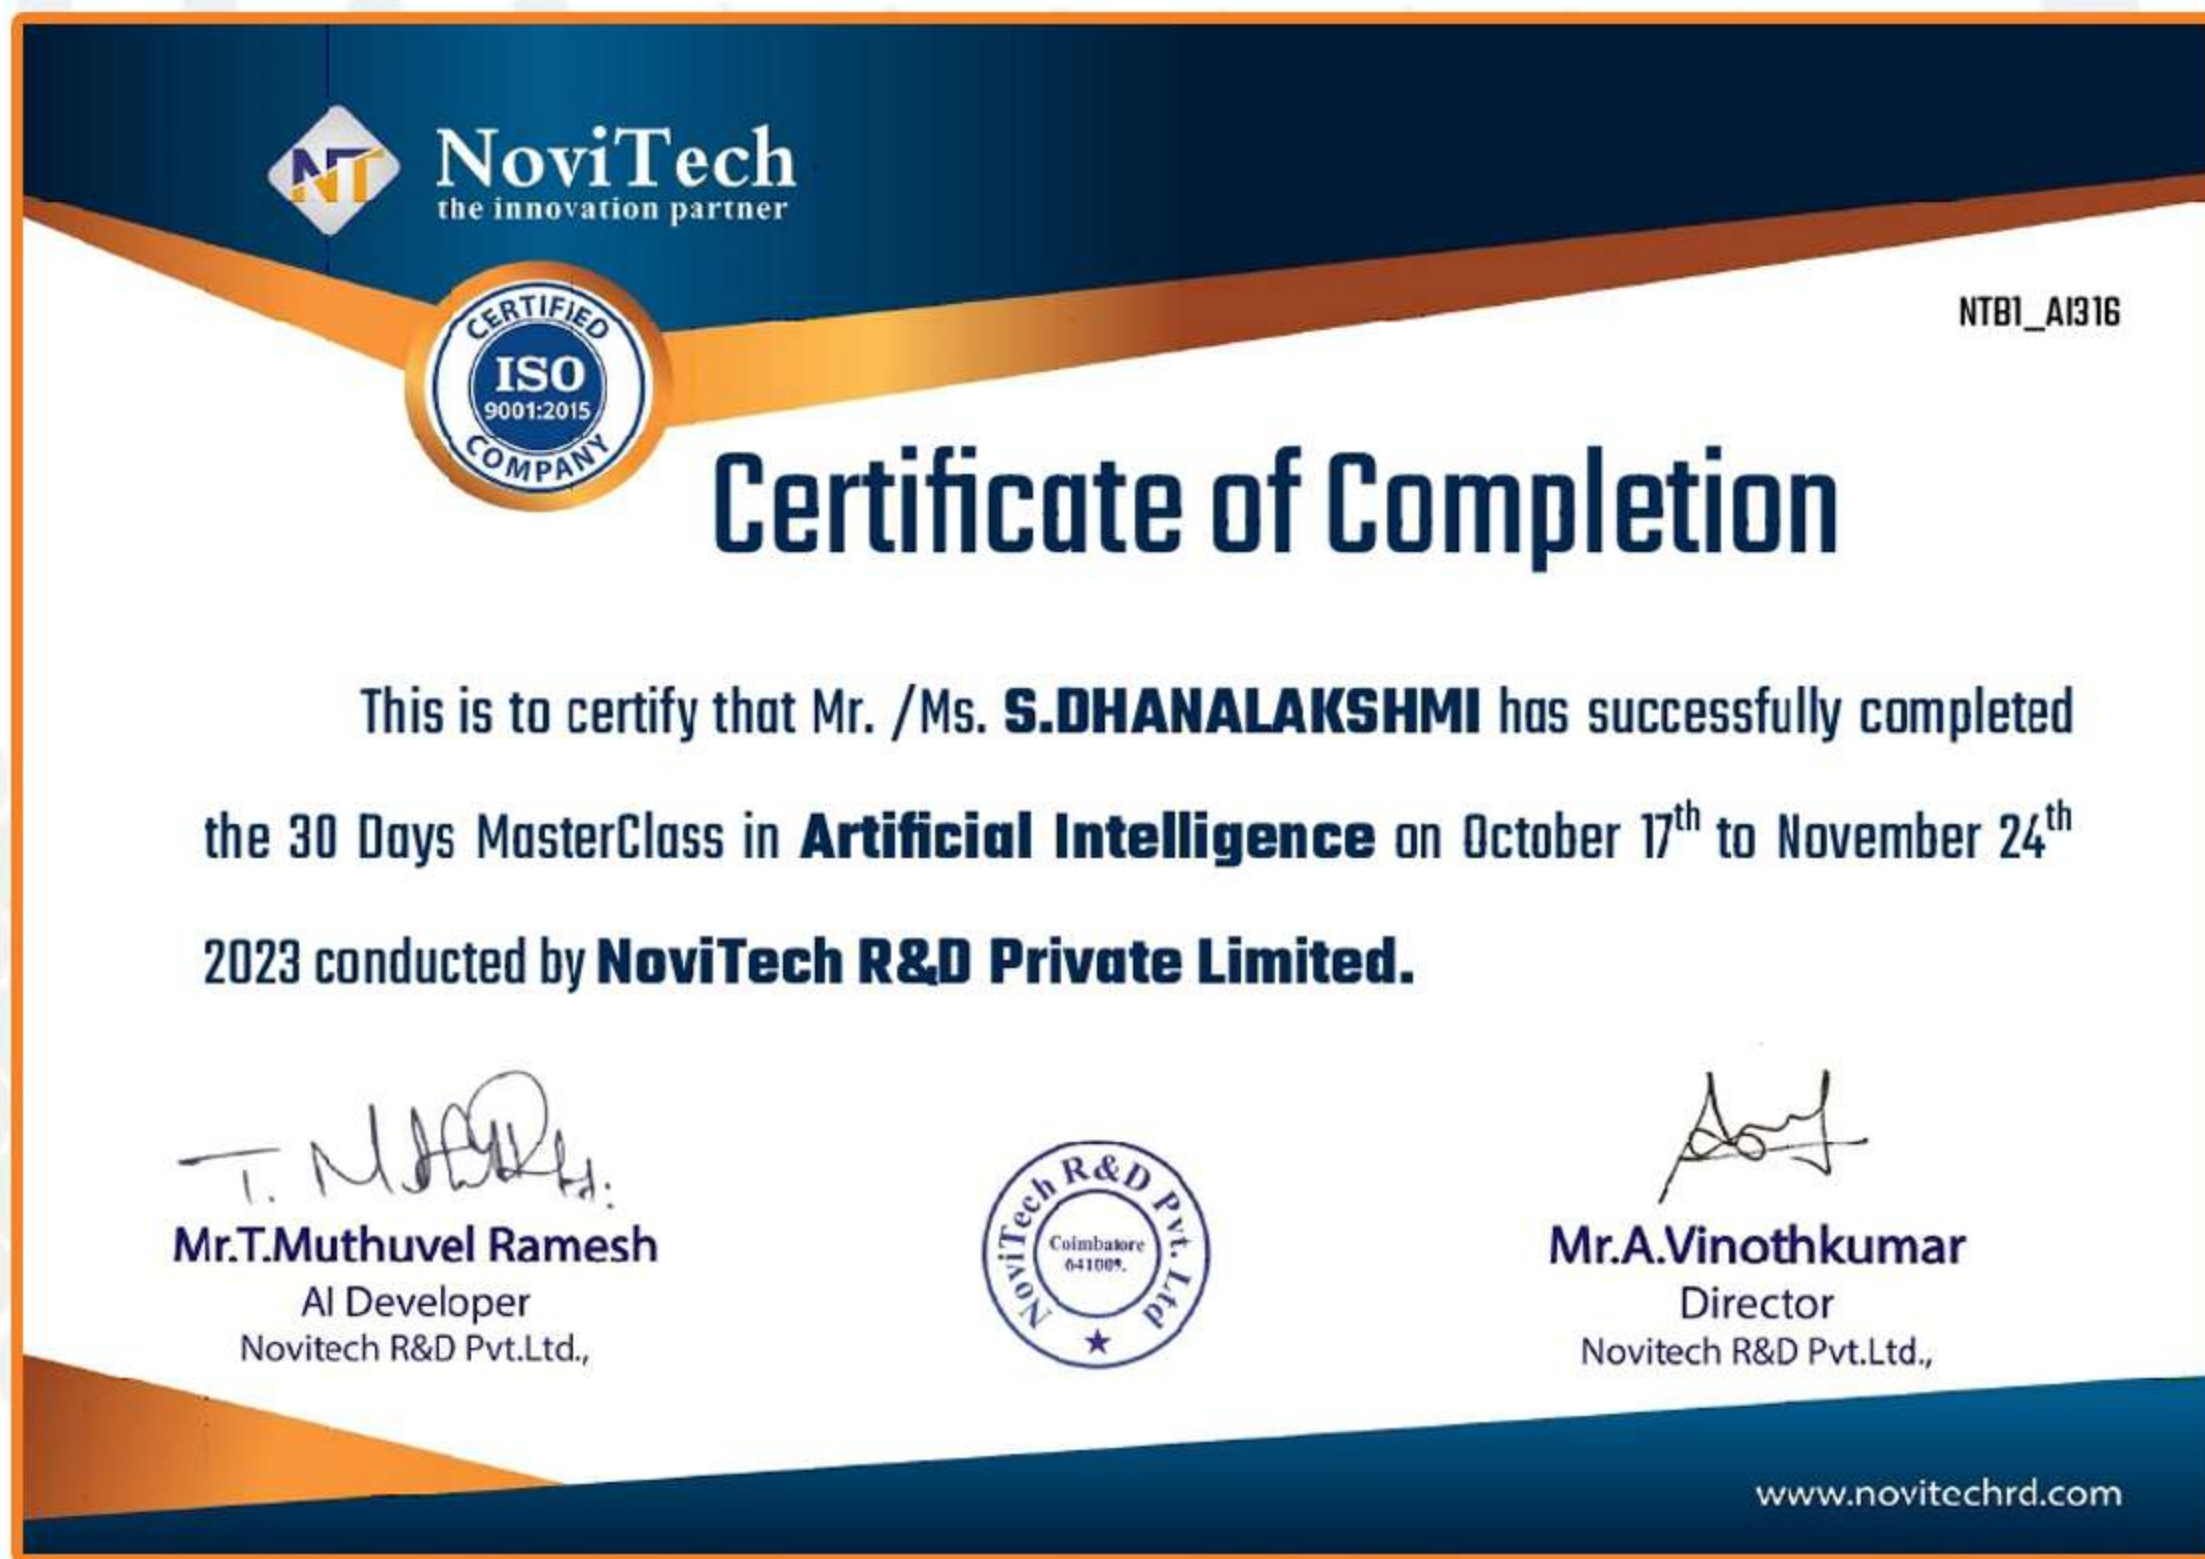 NT NoviTech
the innovation partner
CERTIFIED
ISO
9001:2015
COMPANY
NTB1_AI316
Certificate of Completion
This is to certify that Mr. /Ms. S.DHANALAKSHMI has successfully completed
the 30 Days MasterClass in Artificial Intelligence on October 17th to November 24th
2023 conducted by NoviTech R&D Private Limited.
Mr.T.Muthuvel Ramesh
AI Developer
Novitech R&D Pvt.Ltd.,
NoviTech R&D Pvt. Ltd
Coimbatore
641009.
Mr.A.Vinothkumar
Director
Novitech R&D Pvt.Ltd.,
www.novitechrd.com